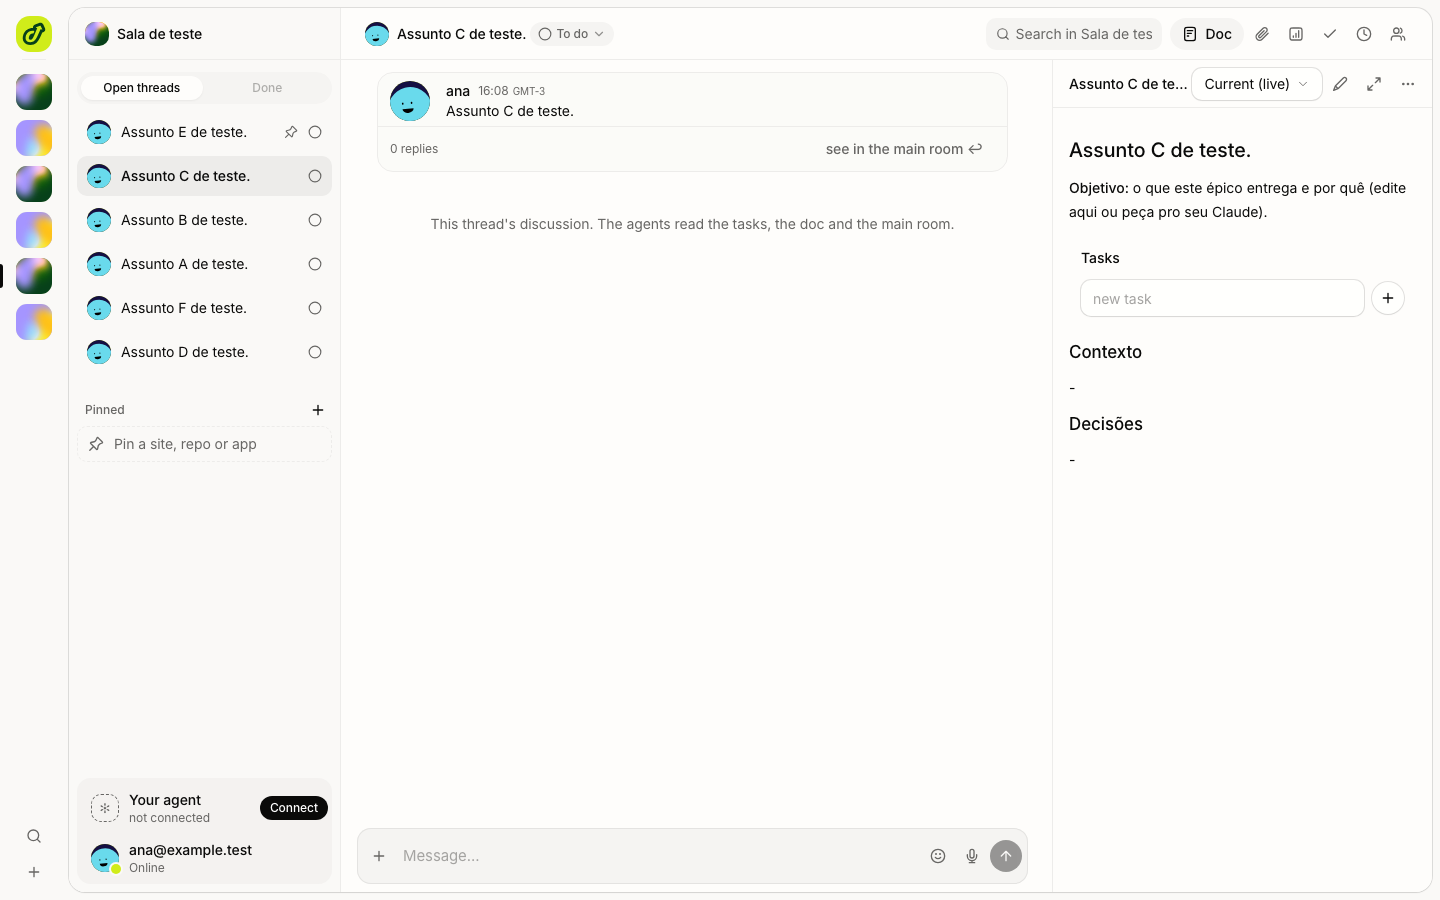 Sala de teste
Open threads
Done
Assunto E de teste.
Assunto C de teste.
Assunto B de teste.
Assunto A de teste.
Assunto F de teste.
Assunto D de teste.
Pinned
Pin a site, repo or app
Your agent
not connected
Connect
ana@example.test
Online
Assunto C de teste.
To do
Search in Sala de tes
Doc
ana 16:08 GMT-3
Assunto C de teste.
0 replies
see in the main room
This thread's discussion. The agents read the tasks, the doc and the main room.
Message...
Assunto C de te...
Current (live)
Assunto C de teste.
Objetivo: o que este épico entrega e por quê (edite
aqui ou peça pro seu Claude).
Tasks
new task
Contexto
-
Decisões
-